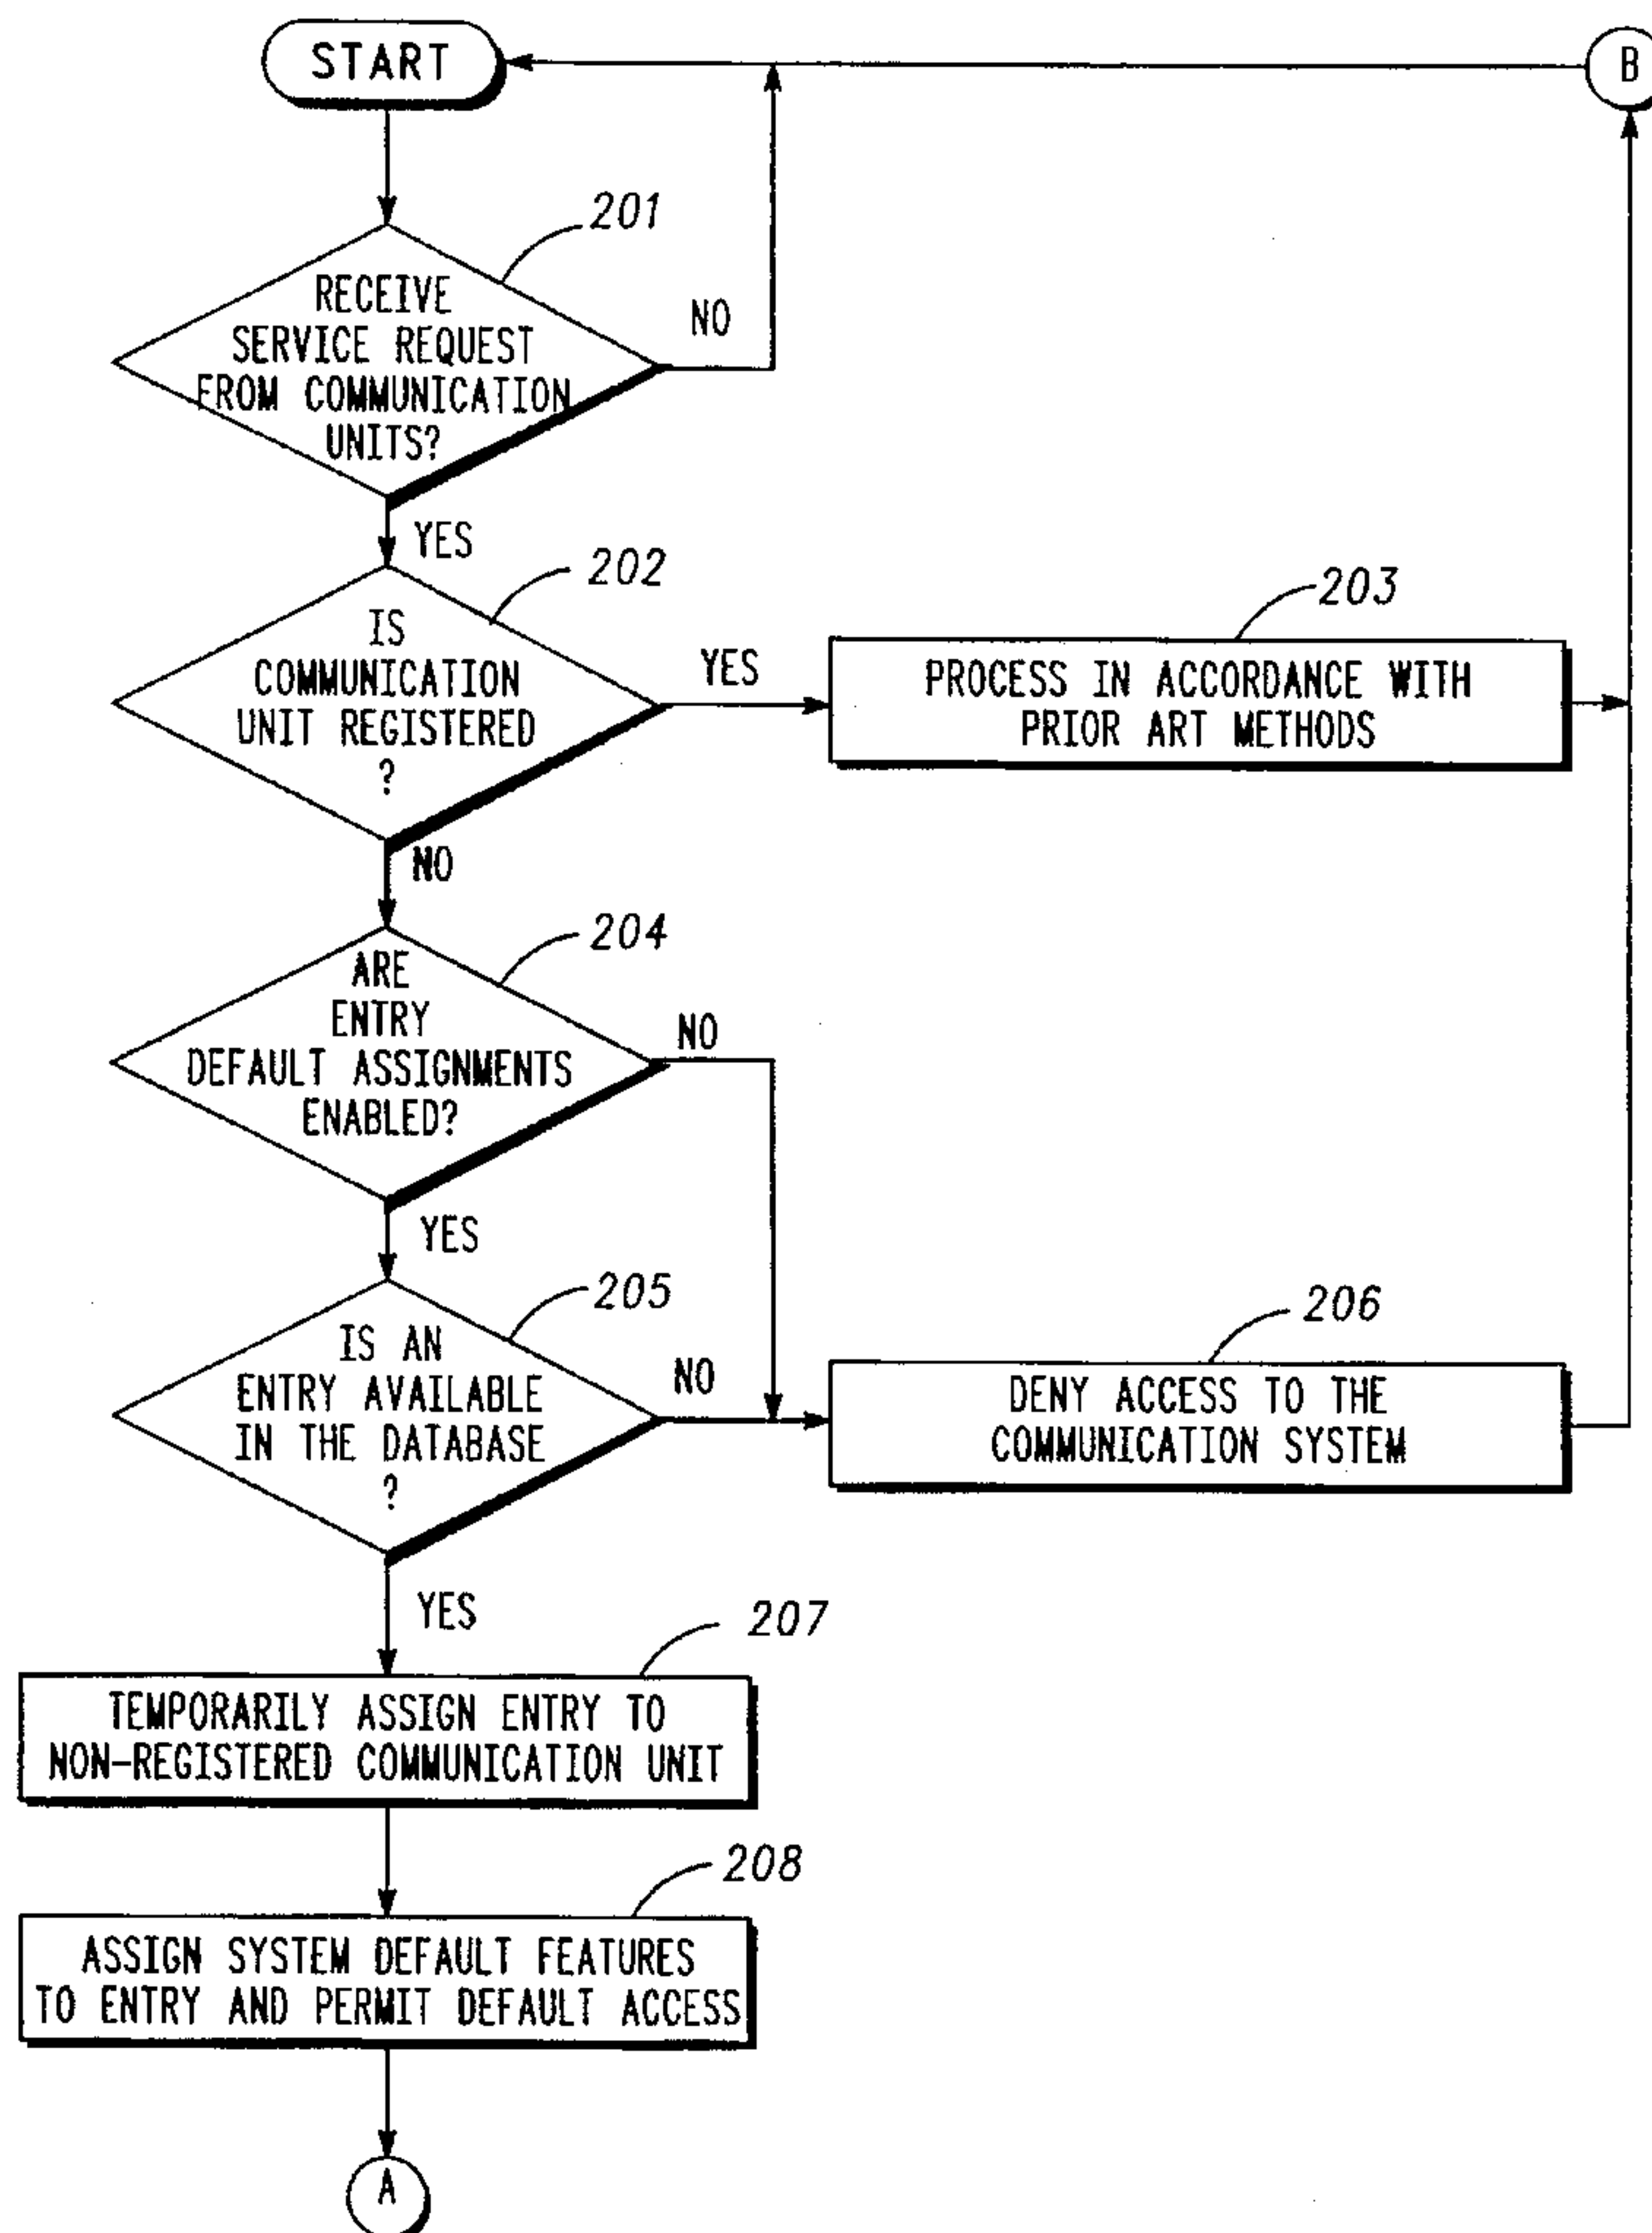 START
B
201
RECEIVE
SERVICE REQUEST
FROM COMMUNICATION
UNITS?
NO
YES
202
IS
COMMUNICATION
UNIT REGISTERED
?
YES
203
PROCESS IN ACCORDANCE WITH
PRIOR ART METHODS
NO
204
ARE
ENTRY
DEFAULT ASSIGNMENTS
ENABLED?
NO
YES
205
IS AN
ENTRY AVAILABLE
IN THE DATABASE
?
NO
206
DENY ACCESS TO THE
COMMUNICATION SYSTEM
YES
207
TEMPORARILY ASSIGN ENTRY TO
NON-REGISTERED COMMUNICATION UNIT
208
ASSIGN SYSTEM DEFAULT FEATURES
TO ENTRY AND PERMIT DEFAULT ACCESS
A